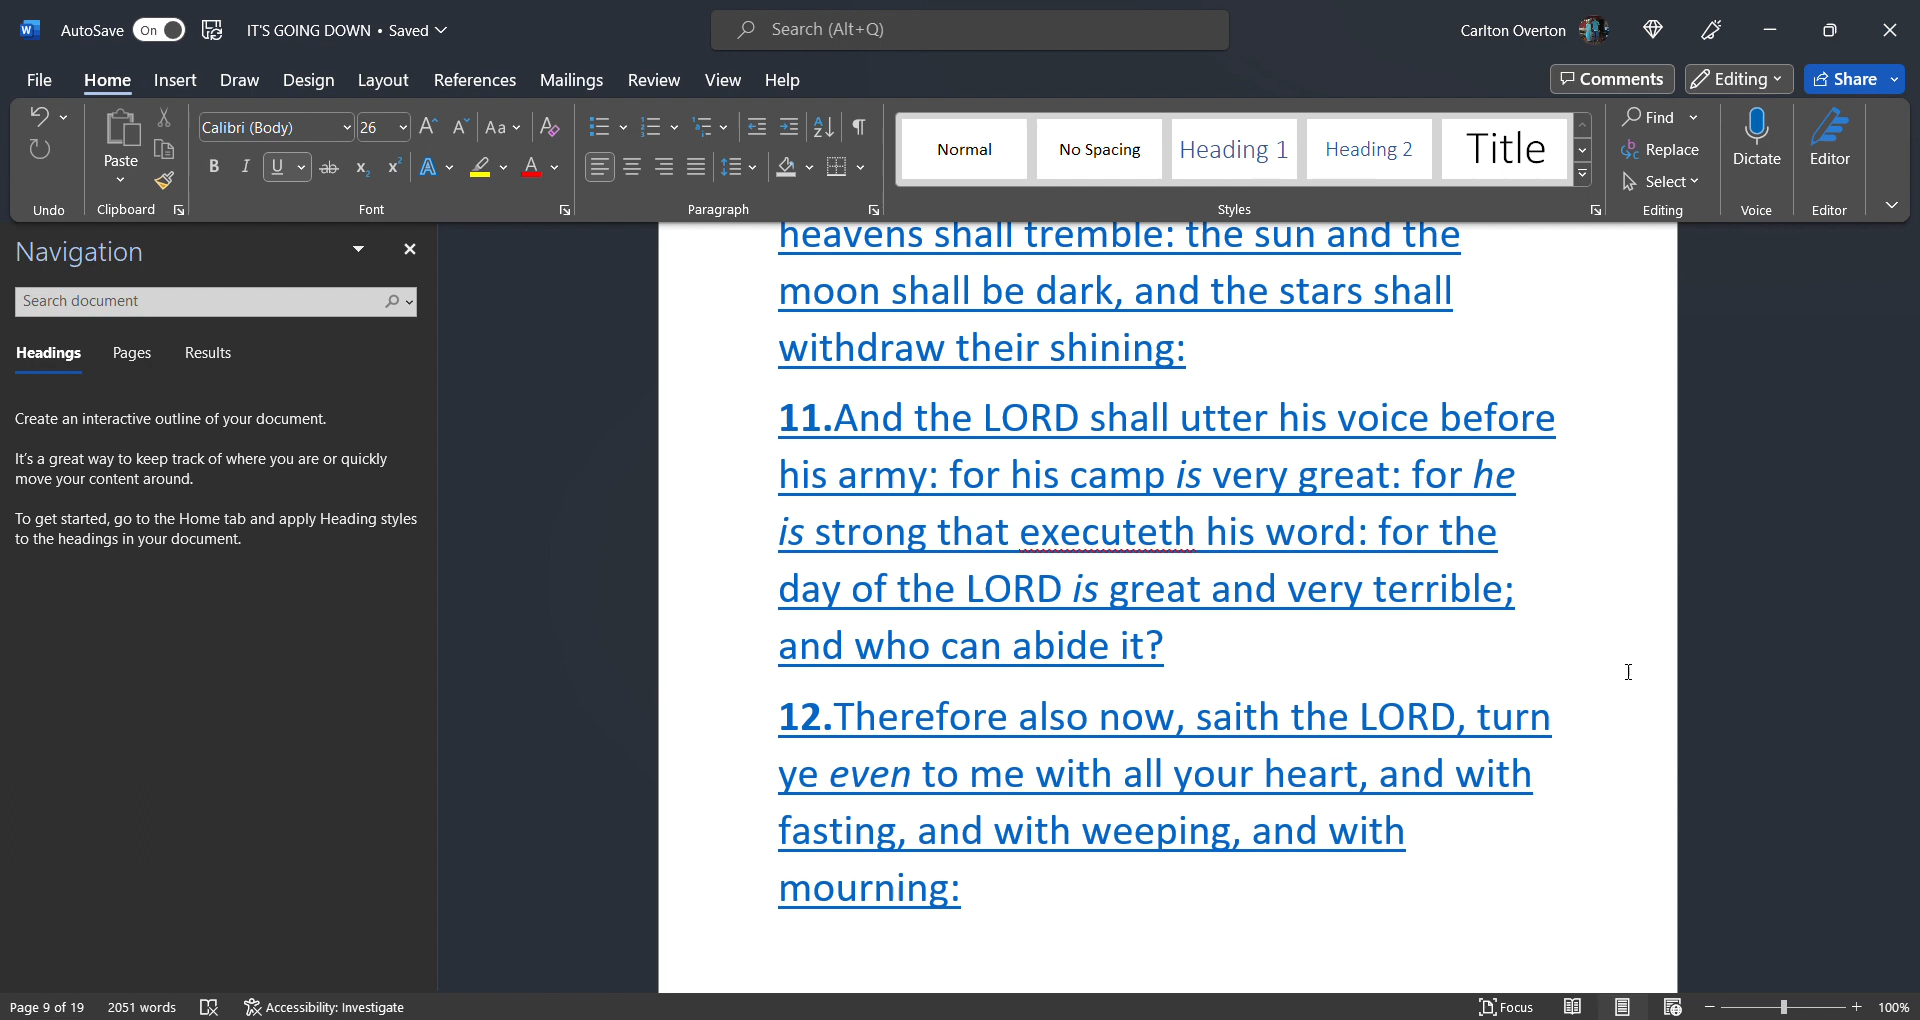 AutoSave On IT'S GOING DOWN • Saved Search (Alt+Q) Carlton Overton
File Home Insert Draw Design Layout References Mailings Review View Help Comments Editing Share
Paste
Calibri (Body) 26 Aa
B I U ab x₂ x² A A
Normal No Spacing Heading 1 Heading 2 Title
Find
Replace
Select
Dictate Editor
Undo Clipboard Font Paragraph Styles Editing Voice Editor
Navigation
Search document
Headings Pages Results
Create an interactive outline of your document.
It's a great way to keep track of where you are or quickly
move your content around.
To get started, go to the Home tab and apply Heading styles
to the headings in your document.
heavens shall tremble: the sun and the
moon shall be dark, and the stars shall
withdraw their shining:
11.And the LORD shall utter his voice before
his army: for his camp is very great: for he
is strong that executeth his word: for the
day of the LORD is great and very terrible;
and who can abide it?
12.Therefore also now, saith the LORD, turn
ye even to me with all your heart, and with
fasting, and with weeping, and with
mourning:
Page 9 of 19 2051 words Accessibility: Investigate Focus 100%